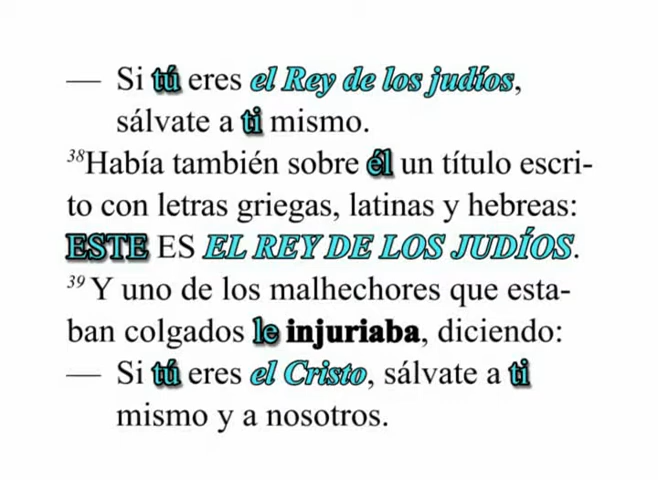 — Si tú eres el Rey de los judíos,
sálvate a ti mismo.
³⁸Había también sobre él un título escri-
to con letras griegas, latinas y hebreas:
ESTE ES EL REY DE LOS JUDÍOS.
³⁹ Y uno de los malhechores que esta-
ban colgados le injuriaba, diciendo:
— Si tú eres el Cristo, sálvate a ti
mismo y a nosotros.